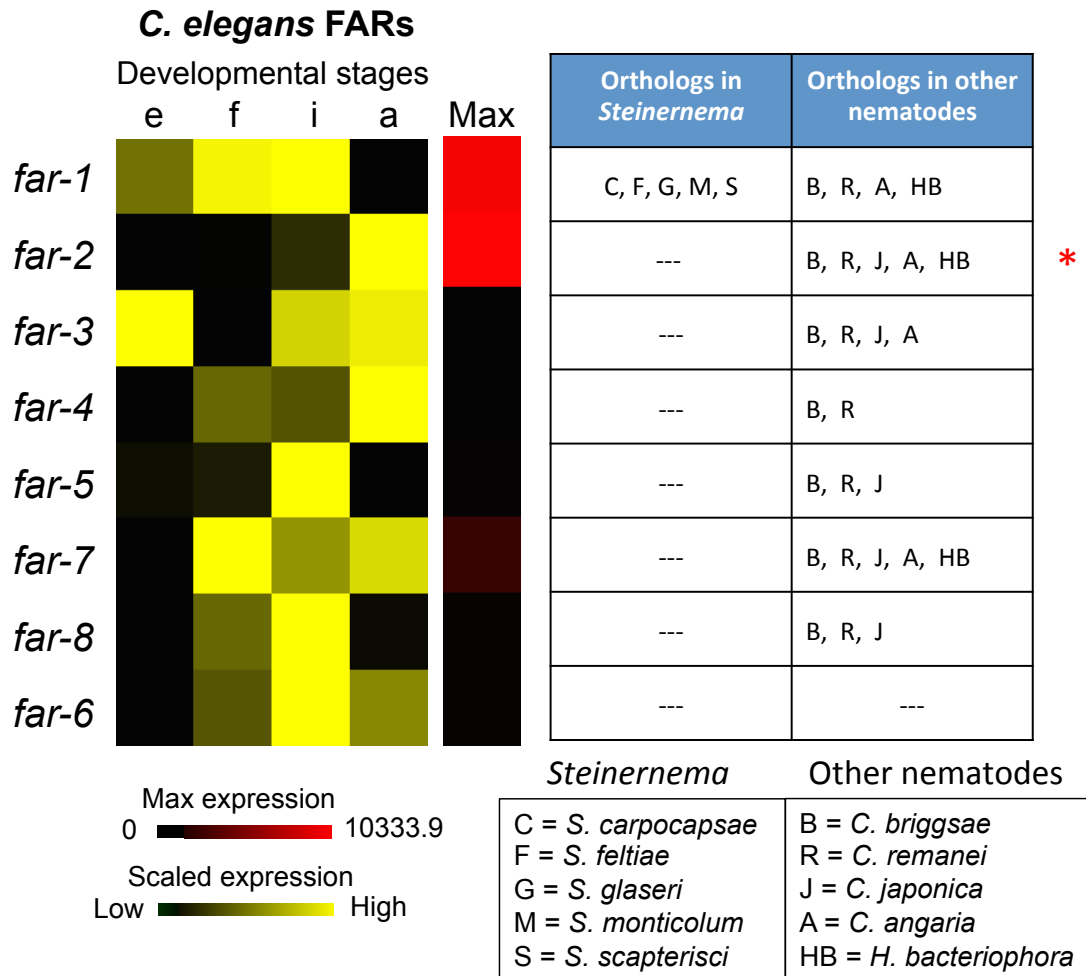 C. elegans FARs
Developmental stages
e f i a Max
far-1
far-2
far-3
far-4
far-5
far-7
far-8
far-6
Orthologs in Steinernema
Orthologs in other nematodes
C, F, G, M, S
B, R, A, HB
---
B, R, J, A, HB
*
---
B, R, J, A
---
B, R
---
B, R, J
---
B, R, J, A, HB
---
B, R, J
---
---
Max expression
0 10333.9
Scaled expression
Low High
Steinernema
C = S. carpocapsae
F = S. feltiae
G = S. glaseri
M = S. monticolum
S = S. scapterisci
Other nematodes
B = C. briggsae
R = C. remanei
J = C. japonica
A = C. angaria
HB = H. bacteriophora